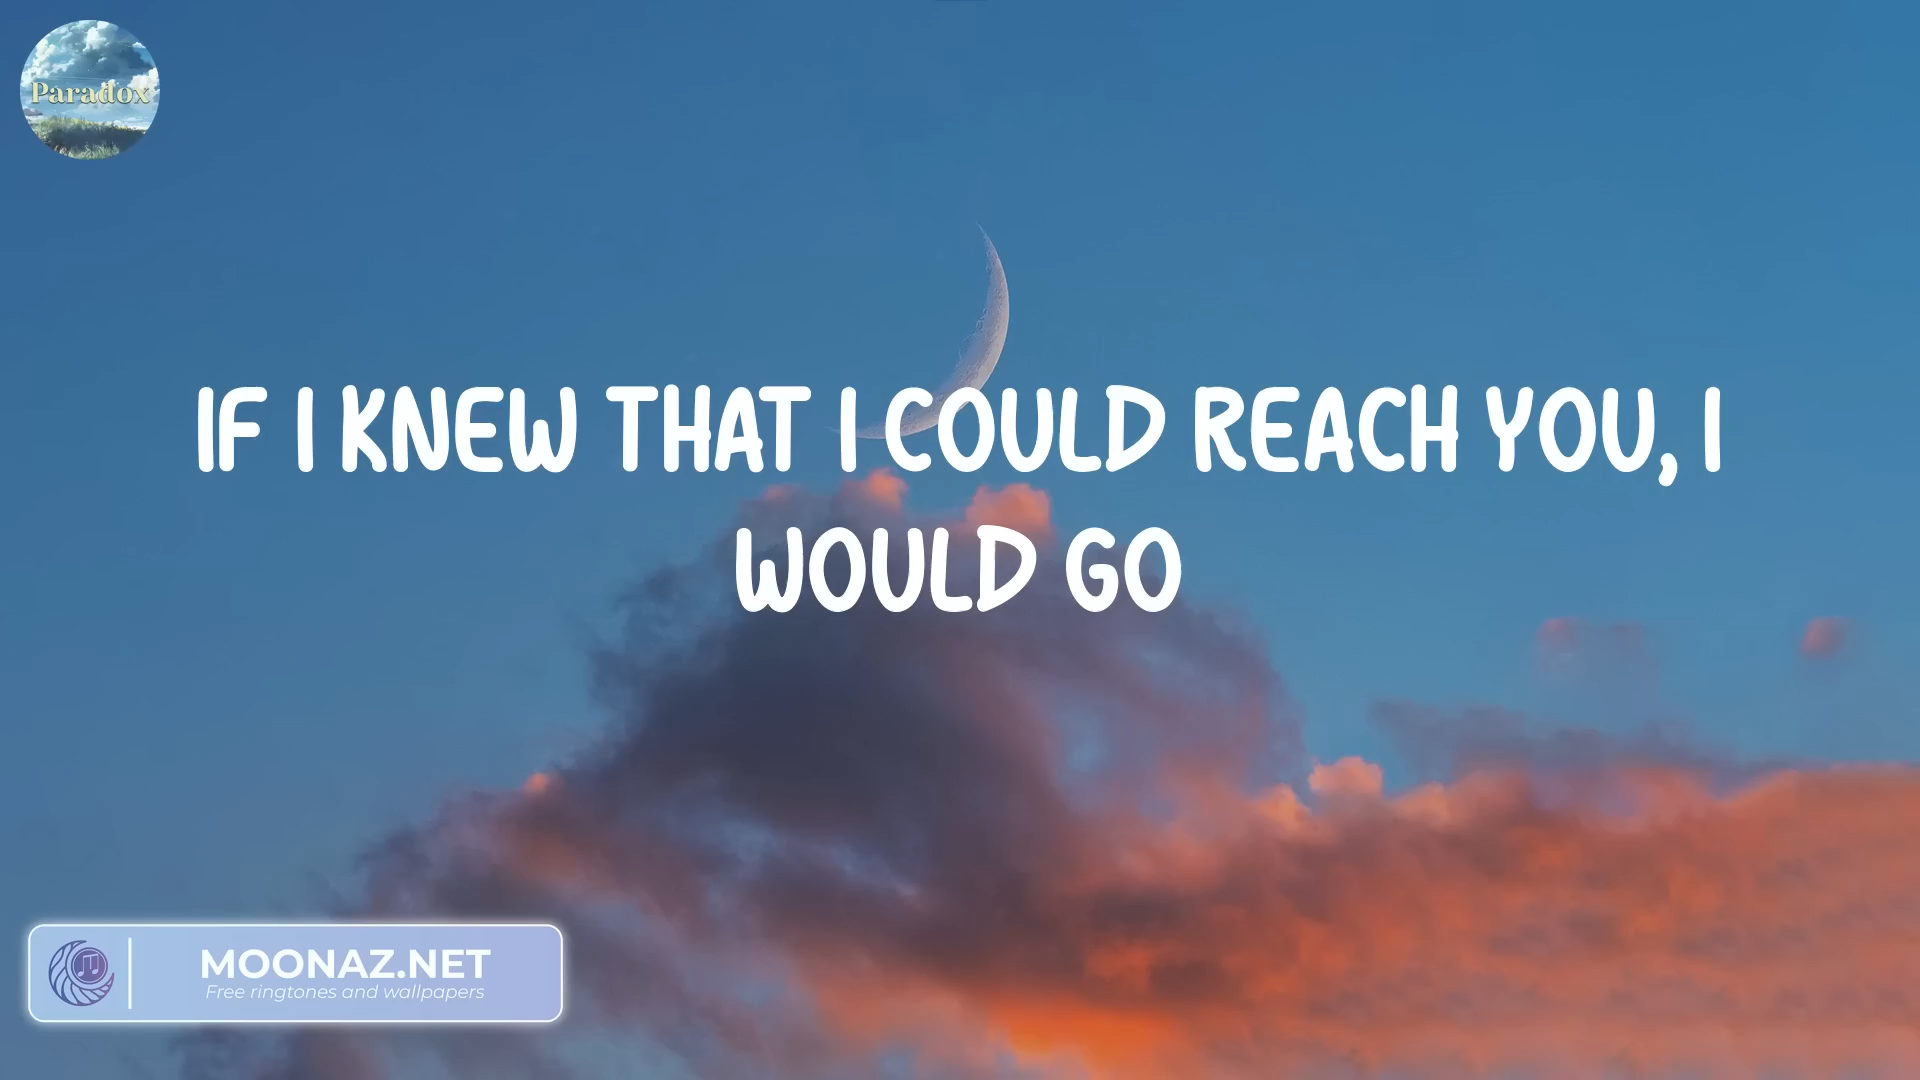 Paradox
IF I KNEW THAT I COULD REACH YOU, I
WOULD GO
MOONAZ.NET
Free ringtones and wallpapers